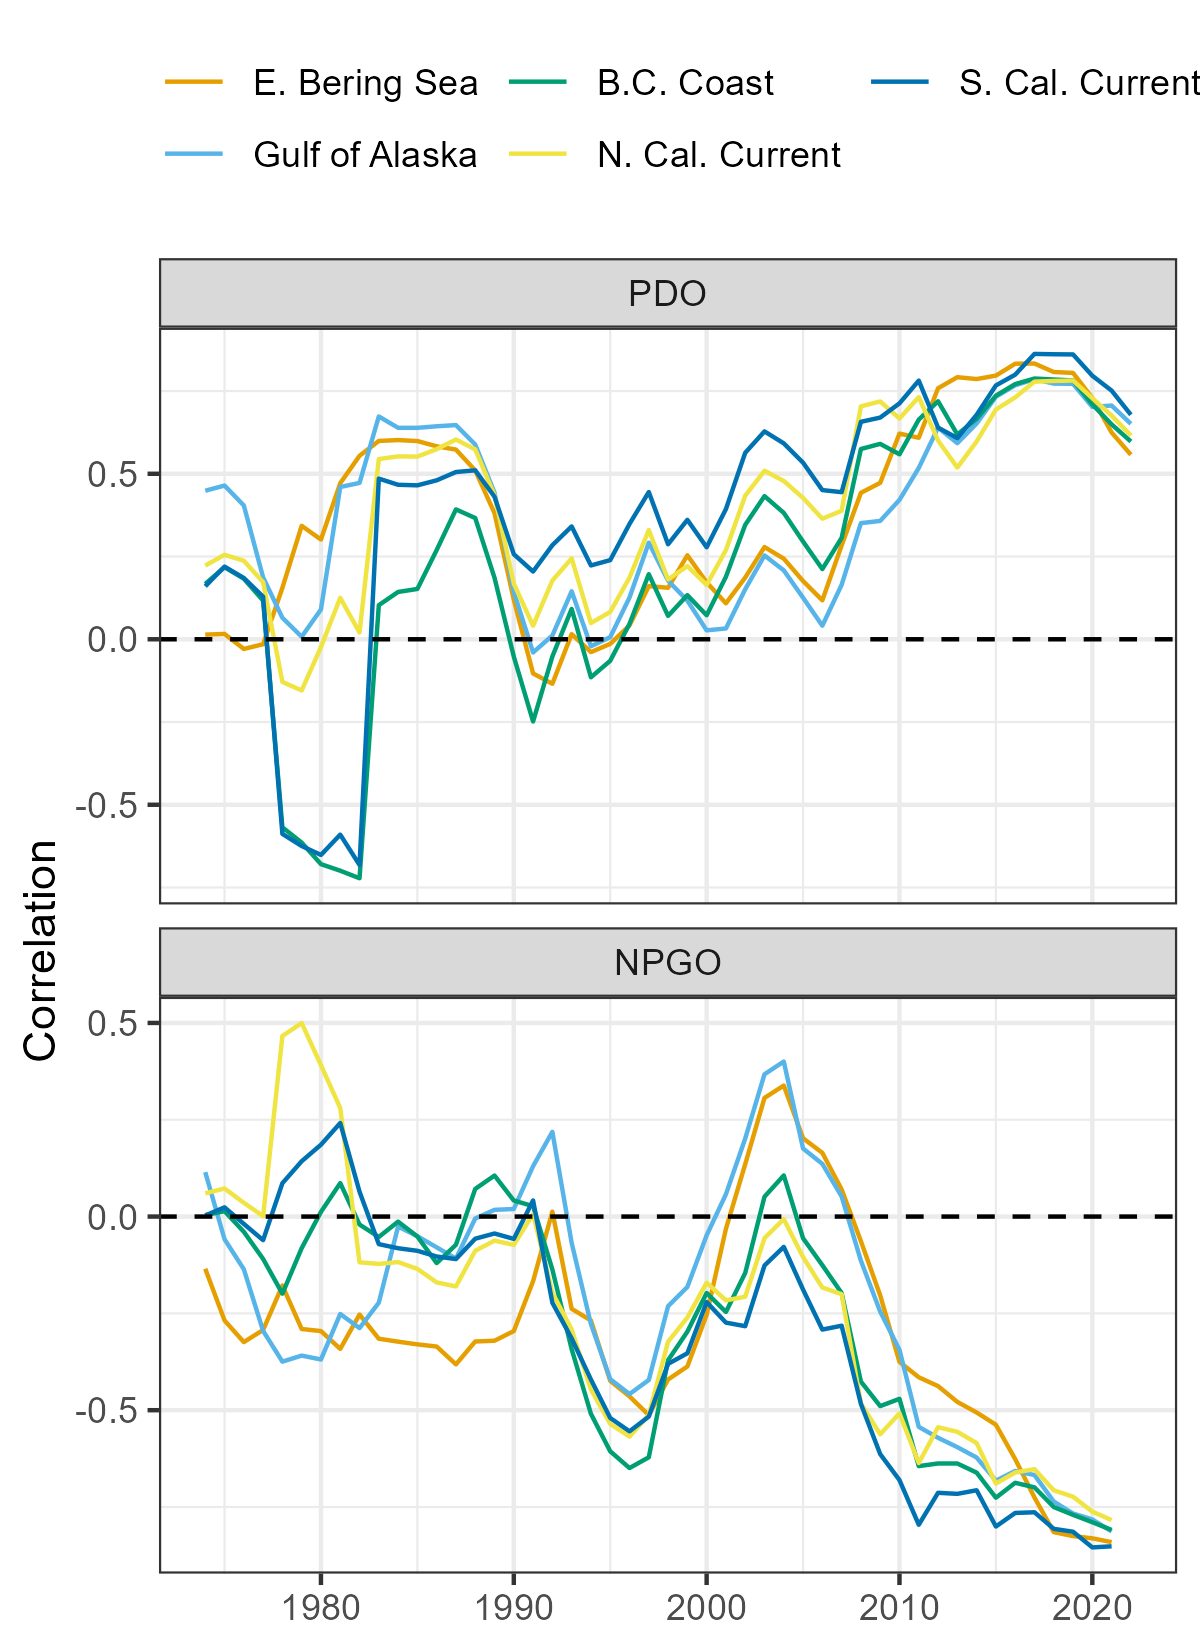 E. Bering Sea B.C. Coast S. Cal. Current
Gulf of Alaska N. Cal. Current
PDO
0.5
0.0
-0.5
Correlation
NPGO
0.5
0.0
-0.5
1980 1990 2000 2010 2020